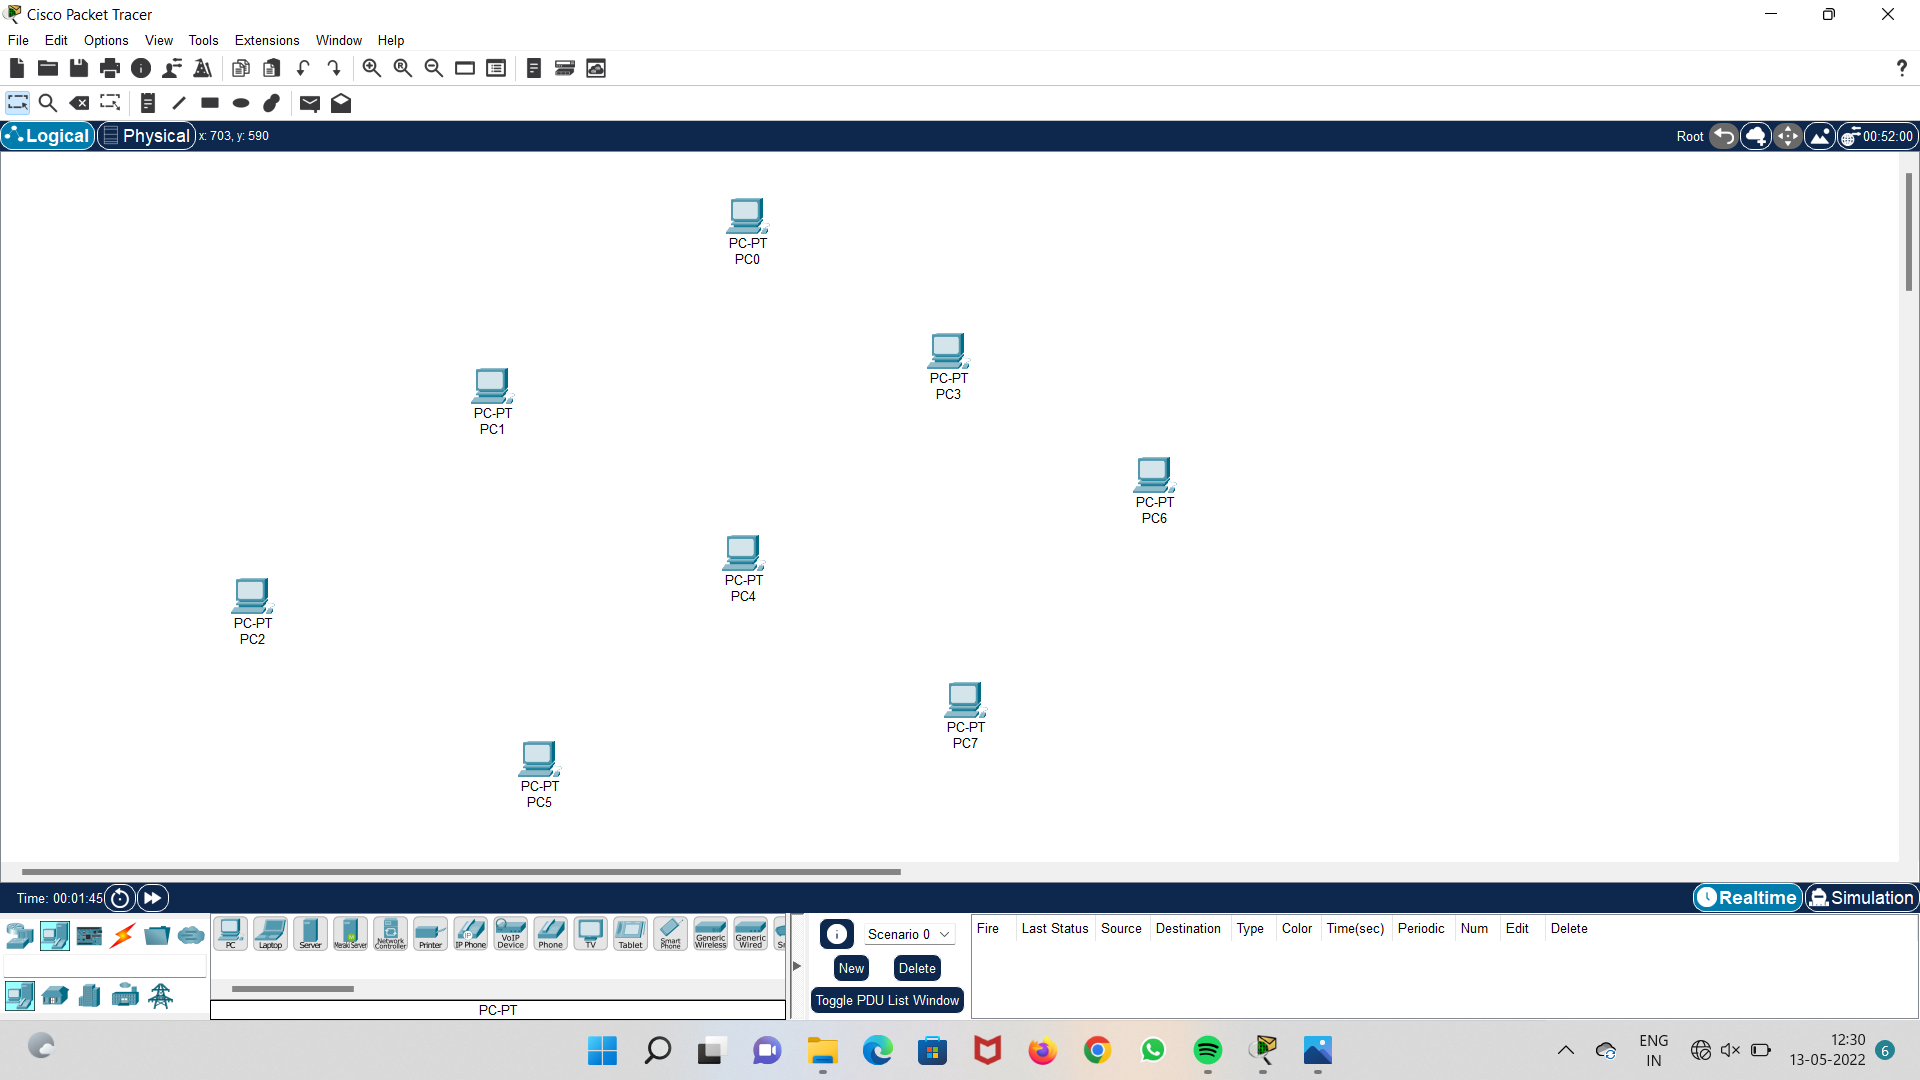 Cisco Packet Tracer
File Edit Options View Tools Extensions Window Help
Logical Physical x: 703, y: 590 Root 00:52:00
PC-PT
PC0
PC-PT
PC3
PC-PT
PC1
PC-PT
PC6
PC-PT
PC4
PC-PT
PC2
PC-PT
PC7
PC-PT
PC5
Time: 00:01:45 Realtime Simulation
PC Laptop Server MerakiServer Network Controller Printer IP Phone VoIP Device Phone TV Tablet Smart Phone Generic Wireless Generic Wired
PC-PT
Scenario 0
New Delete
Toggle PDU List Window
Fire Last Status Source Destination Type Color Time(sec) Periodic Num Edit Delete
ENG
IN
12:30
13-05-2022
6